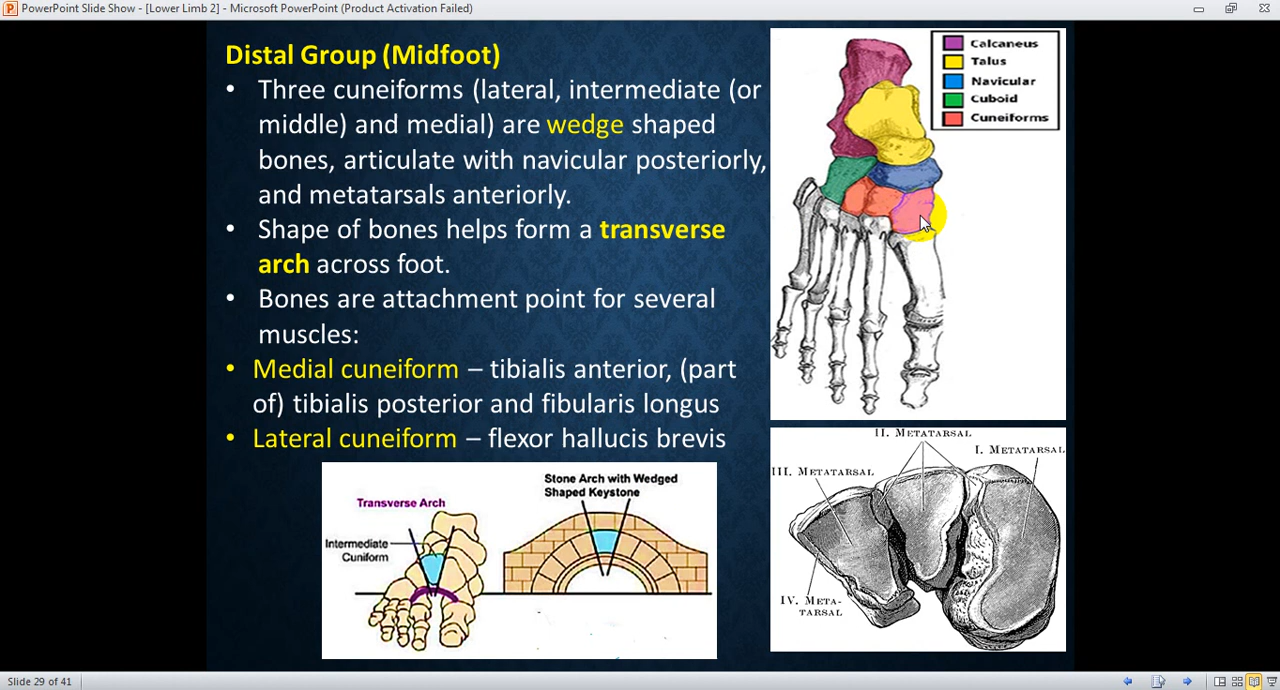 PowerPoint Slide Show - [Lower Limb 2] - Microsoft PowerPoint (Product Activation Failed)
Distal Group (Midfoot)
• Three cuneiforms (lateral, intermediate (or
middle) and medial) are wedge shaped
bones, articulate with navicular posteriorly,
and metatarsals anteriorly.
• Shape of bones helps form a transverse
arch across foot.
• Bones are attachment point for several
muscles:
• Medial cuneiform – tibialis anterior, (part
of) tibialis posterior and fibularis longus
• Lateral cuneiform – flexor hallucis brevis
Calcaneus
Talus
Navicular
Cuboid
Cuneiforms
Transverse Arch
Intermediate
Cuniform
Stone Arch with Wedged
Shaped Keystone
II. METATARSAL
I. METATARSAL
III. METATARSAL
IV. META-
TARSAL
Slide 29 of 41